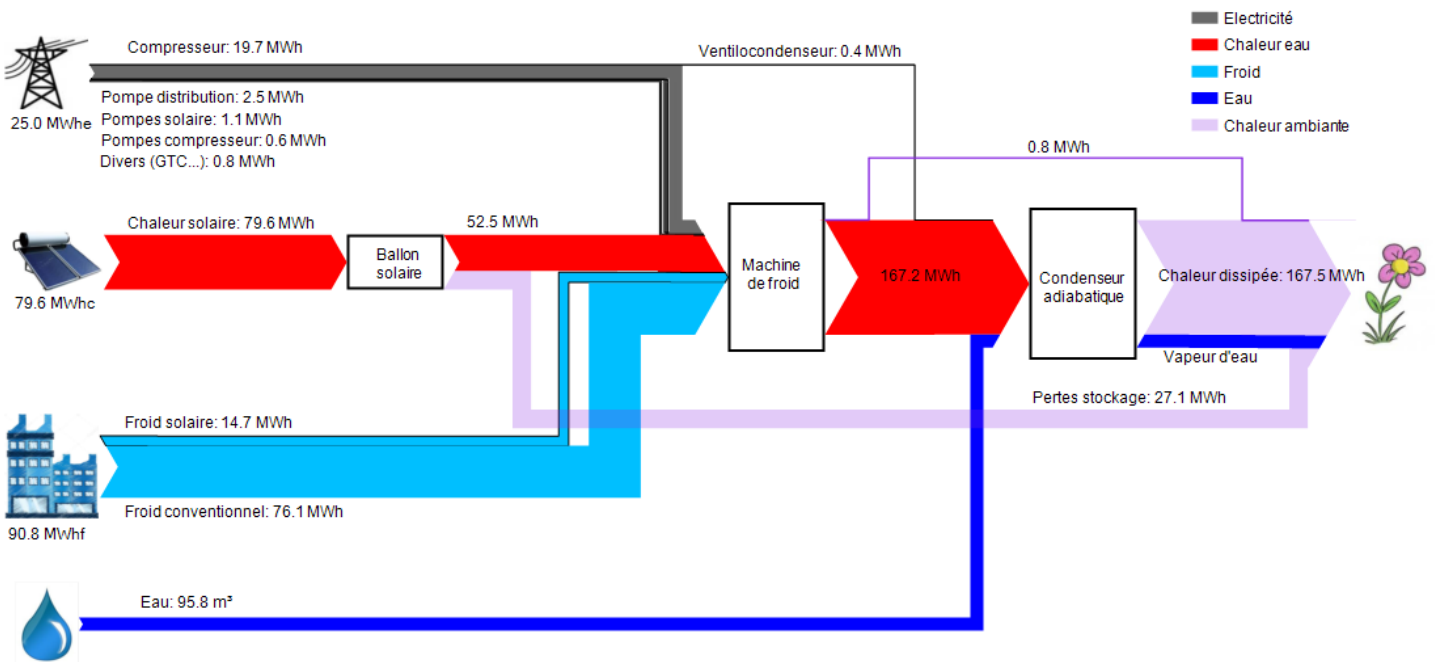 Electricité
Chaleur eau
Froid
Eau
Chaleur ambiante
Compresseur: 19.7 MWh
Ventilocondenseur: 0.4 MWh
25.0 MWhe
Pompe distribution: 2.5 MWh
Pompes solaire: 1.1 MWh
Pompes compresseur: 0.6 MWh
Divers (GTC...): 0.8 MWh
0.8 MWh
Chaleur solaire: 79.6 MWh
52.5 MWh
79.6 MWhc
Ballon
solaire
Machine
de froid
167.2 MWh
Condenseur
adiabatique
Chaleur dissipée: 167.5 MWh
Vapeur d'eau
Pertes stockage: 27.1 MWh
Froid solaire: 14.7 MWh
Froid conventionnel: 76.1 MWh
90.8 MWhf
Eau: 95.8 m³